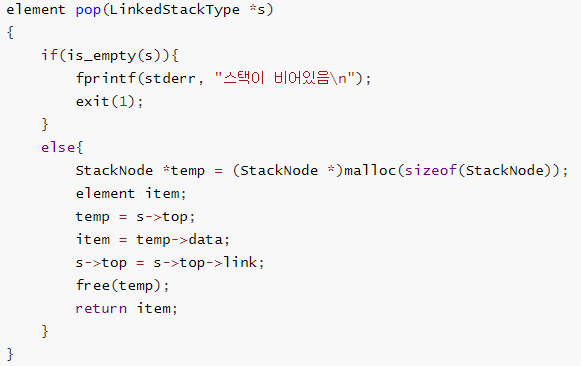 element pop(LinkedStackType *s)
{
    if(is_empty(s)){
        fprintf(stderr, "스택이 비어있음\n");
        exit(1);
    }
    else{
        StackNode *temp = (StackNode *)malloc(sizeof(StackNode));
        element item;
        temp = s->top;
        item = temp->data;
        s->top = s->top->link;
        free(temp);
        return item;
    }
}